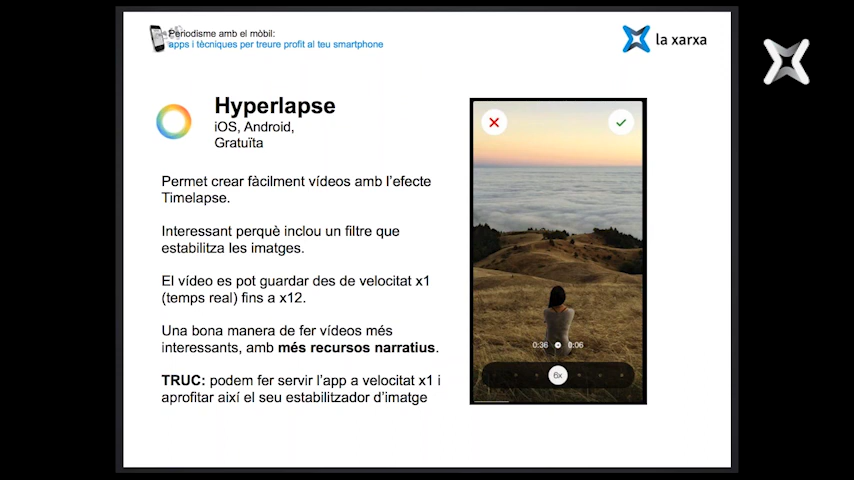 Periodisme amb el mòbil:
apps i tècniques per treure profit al teu smartphone
la xarxa
Hyperlapse
iOS, Android,
Gratuïta
Permet crear fàcilment vídeos amb l'efecte
Timelapse.
Interessant perquè inclou un filtre que
estabilitza les imatges.
El vídeo es pot guardar des de velocitat x1
(temps real) fins a x12.
Una bona manera de fer vídeos més
interessants, amb més recursos narratius.
TRUC: podem fer servir l'app a velocitat x1 i
aprofitar així el seu estabilitzador d'imatge
0:36 0:06
6x